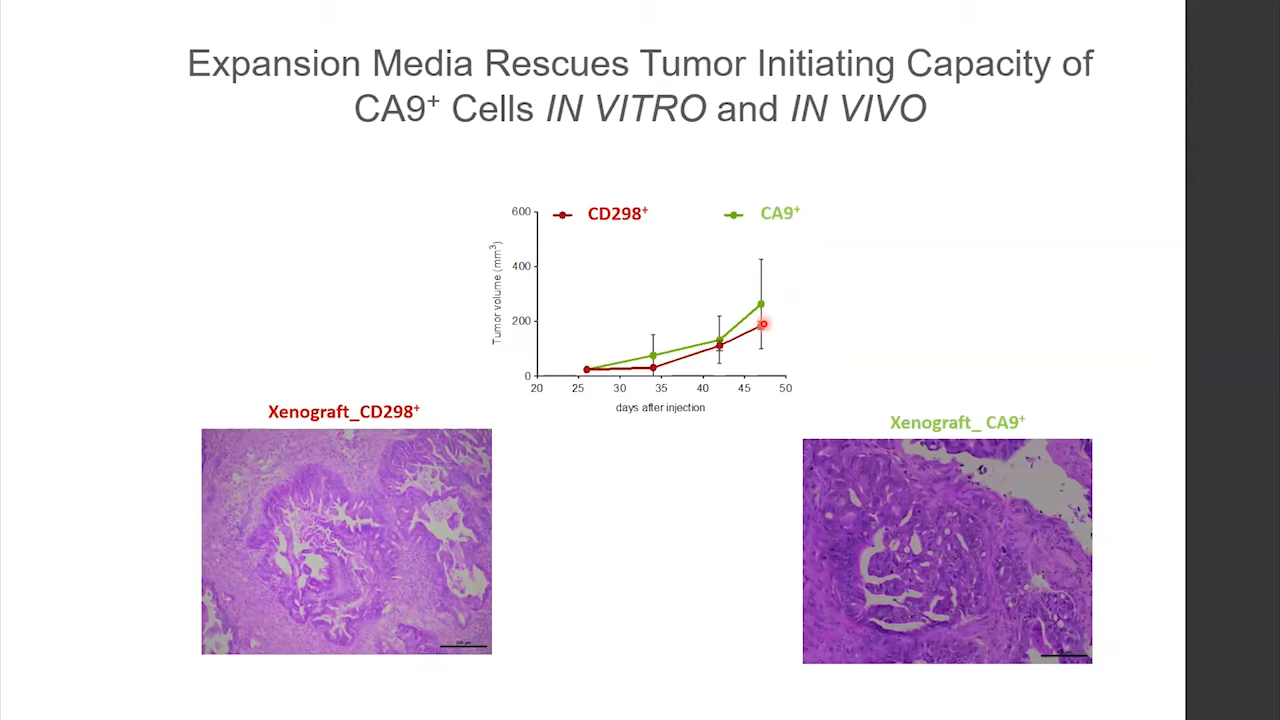 Expansion Media Rescues Tumor Initiating Capacity of
CA9⁺ Cells IN VITRO and IN VIVO
CD298⁺
CA9⁺
600
400
200
0
Tumor volume (mm³)
20 25 30 35 40 45 50
days after injection
Xenograft_CD298⁺
Xenograft_ CA9⁺